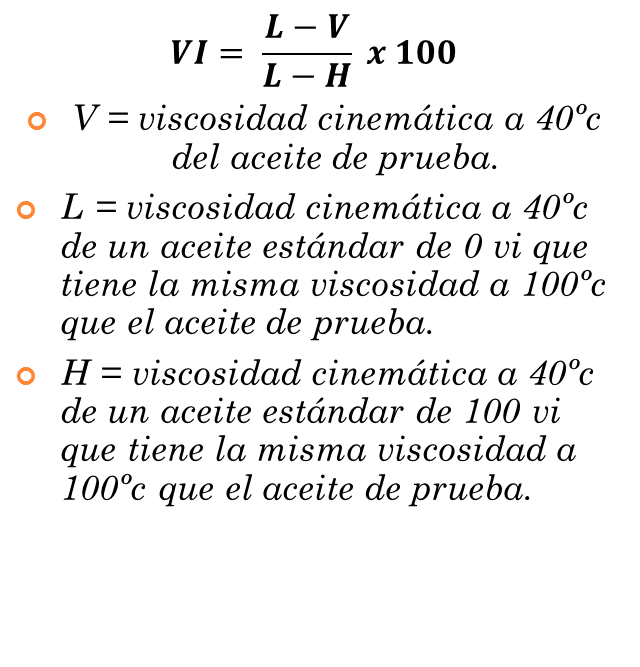 VI = L − V / L − H x 100
V = viscosidad cinemática a 40ºc
del aceite de prueba.
L = viscosidad cinemática a 40ºc
de un aceite estándar de 0 vi que
tiene la misma viscosidad a 100ºc
que el aceite de prueba.
H = viscosidad cinemática a 40ºc
de un aceite estándar de 100 vi
que tiene la misma viscosidad a
100ºc que el aceite de prueba.